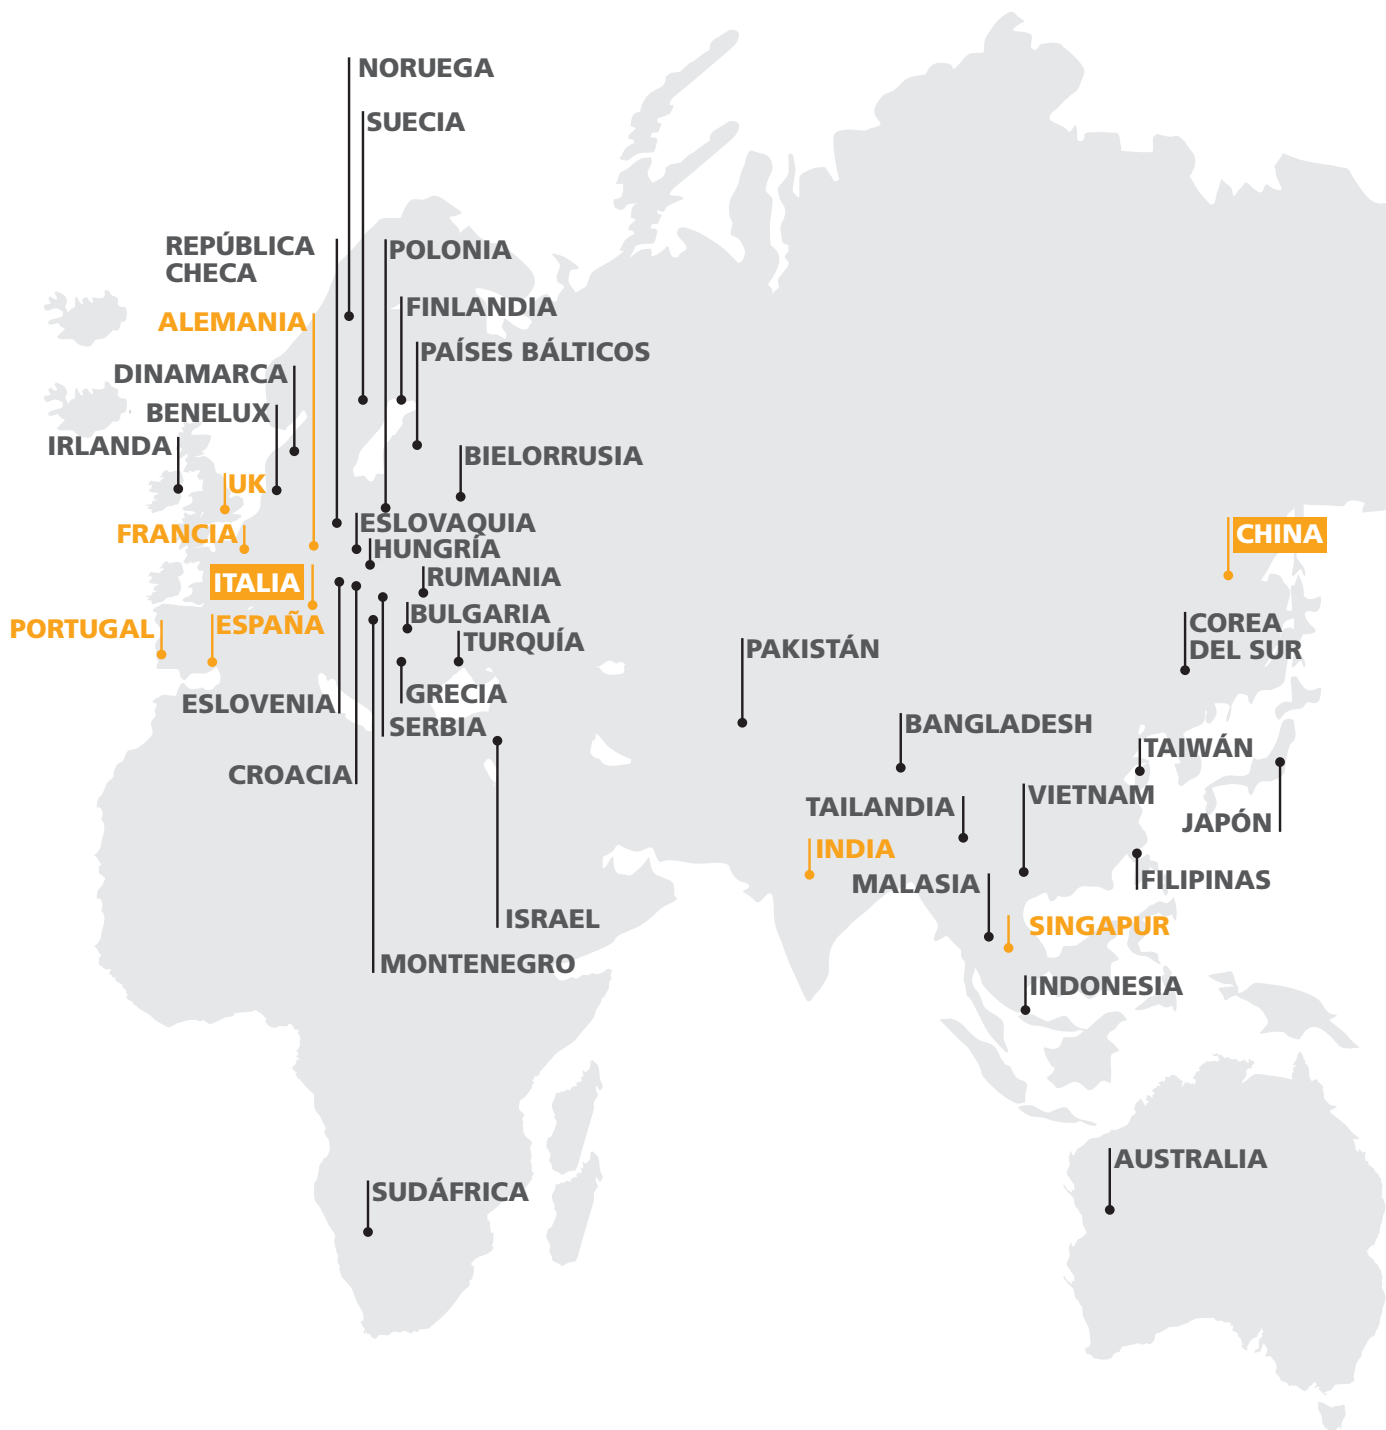 NORUEGA
SUECIA
REPÚBLICA
CHECA
POLONIA
FINLANDIA
ALEMANIA
PAÍSES BÁLTICOS
DINAMARCA
BENELUX
IRLANDA
BIELORRUSIA
UK
ESLOVAQUIA
FRANCIA
CHINA
HUNGRÍA
ITALIA
RUMANIA
BULGARIA
PORTUGAL
ESPAÑA
COREA
DEL SUR
TURQUÍA
PAKISTÁN
GRECIA
ESLOVENIA
SERBIA
BANGLADESH
TAIWÁN
CROACIA
VIETNAM
TAILANDIA
JAPÓN
INDIA
MALASIA
FILIPINAS
ISRAEL
SINGAPUR
MONTENEGRO
INDONESIA
AUSTRALIA
SUDÁFRICA